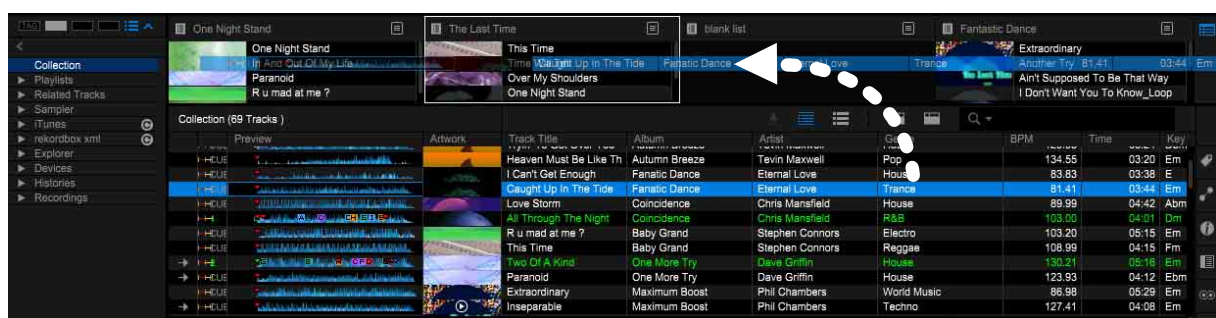 TAG
One Night Stand
The Last Time
blank list
Fantastic Dance
One Night Stand
In And Out Of My Life
Paranoid
R u mad at me ?
This Time
Caught Up In The Tide Fanatic Dance Eternal Love Trance 81.41 03:44 Em
Over My Shoulders
One Night Stand
Extraordinary
Another Try
Ain't Supposed To Be That Way
I Don't Want You To Know_Loop
Collection
Playlists
Related Tracks
Sampler
iTunes
rekordbox xml
Explorer
Devices
Histories
Recordings
Collection (69 Tracks )
Preview Artwork Track Title Album Artist Genre BPM Time Key
Heaven Must Be Like Th Autumn Breeze Tevin Maxwell Pop 134.55 03:20 Em
I Can't Get Enough Fanatic Dance Eternal Love House 83.83 03:38 E
Caught Up In The Tide Fanatic Dance Eternal Love Trance 81.41 03:44 Em
Love Storm Coincidence Chris Mansfield House 89.99 04:42 Abm
All Through The Night Coincidence Chris Mansfield R&B 103.00 04:01 Dm
R u mad at me ? Baby Grand Stephen Connors Electro 103.20 05:15 Em
This Time Baby Grand Stephen Connors Reggae 108.99 04:15 Fm
Two Of A Kind One More Try Dave Griffin House 130.21 05:16 Em
Paranoid One More Try Dave Griffin House 123.93 04:12 Ebm
Extraordinary Maximum Boost Phil Chambers World Music 86.98 05:29 Em
Inseparable Maximum Boost Phil Chambers Techno 127.41 04:08 Em